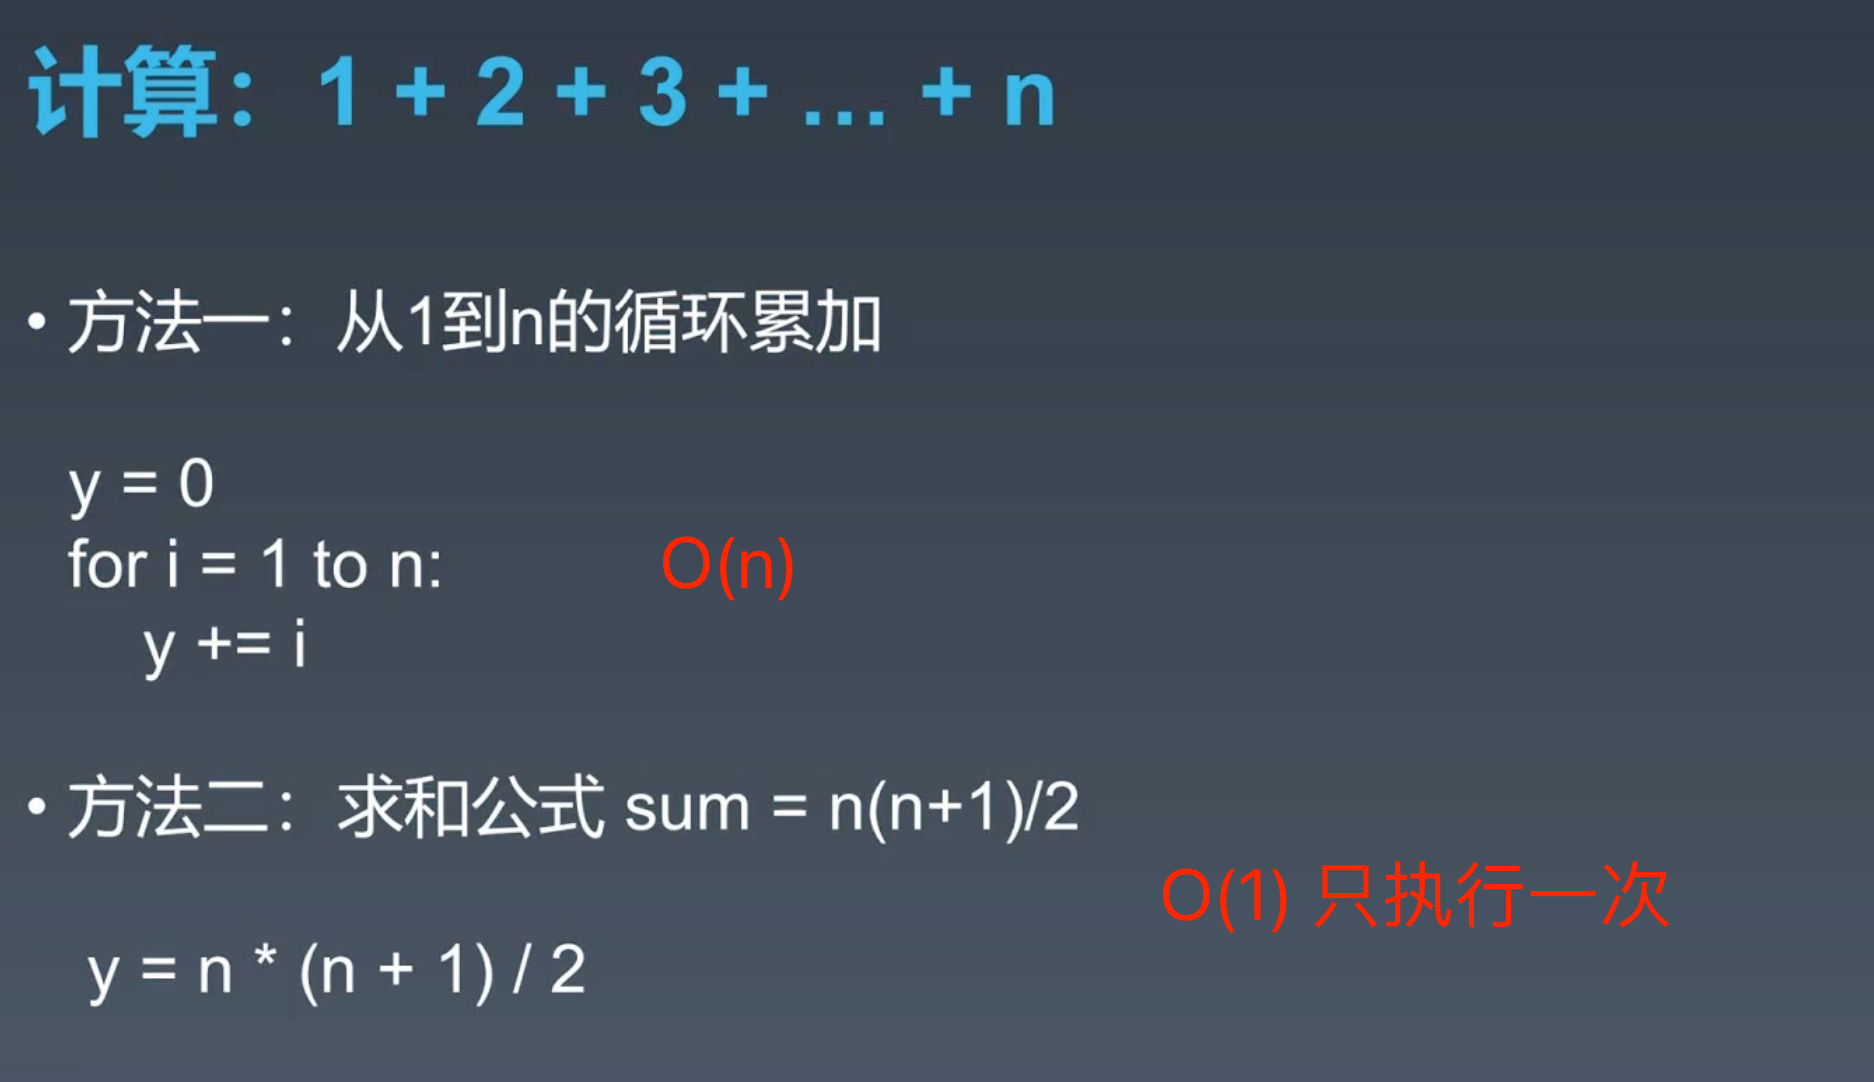 计算：1 + 2 + 3 + … + n
• 方法一：从1到n的循环累加
y = 0
for i = 1 to n:
O(n)
y += i
• 方法二：求和公式 sum = n(n+1)/2
O(1) 只执行一次
y = n * (n + 1) / 2